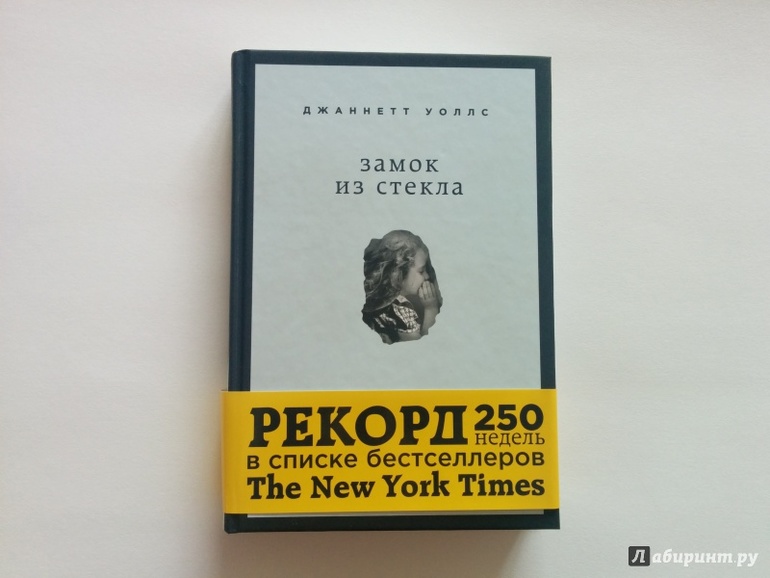 ДЖАННЕТТ УОЛЛС
замок
из стекла
РЕКОРД 250
недель
в списке бестселлеров
The New York Times
Лабиринт.ру